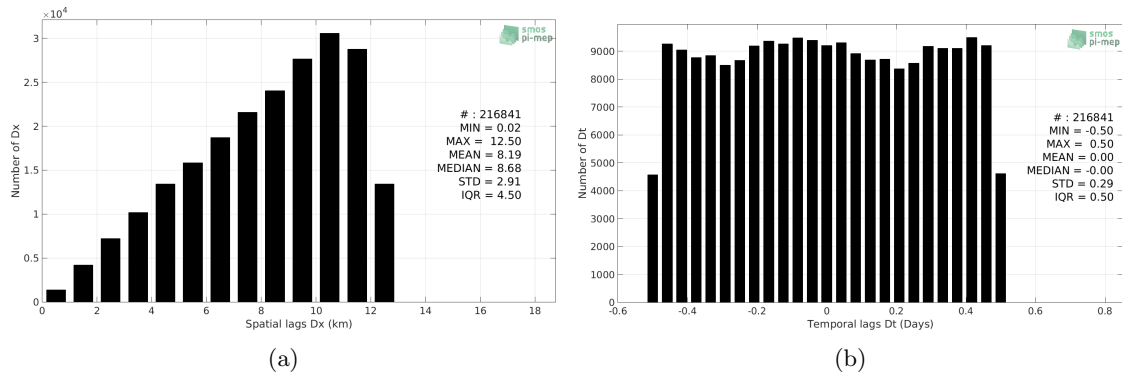 ×10⁴
3
2.5
2
1.5
1
0.5
0
0 2 4 6 8 10 12 14 16 18
Number of Dx
Spatial lags Dx (km)
smos
pi-mep
# : 216841
MIN = 0.02
MAX = 12.50
MEAN = 8.19
MEDIAN = 8.68
STD = 2.91
IQR = 4.50
(a)
9000
8000
7000
6000
5000
4000
3000
2000
1000
0
-0.6 -0.4 -0.2 0 0.2 0.4 0.6 0.8
Number of Dt
Temporal lags Dt (Days)
smos
pi-mep
# : 216841
MIN = -0.50
MAX = 0.50
MEAN = 0.00
MEDIAN = -0.00
STD = 0.29
IQR = 0.50
(b)